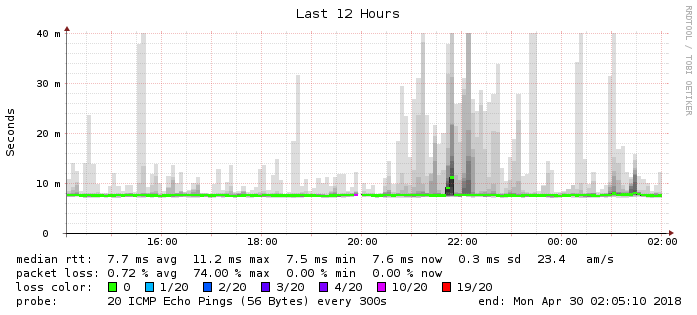 Last 12 Hours
RRDTOOL / TOBI OETIKER
Seconds
40 m
30 m
20 m
10 m
0
16:00 18:00 20:00 22:00 00:00 02:00
median rtt: 7.7 ms avg 11.2 ms max 7.5 ms min 7.6 ms now 0.3 ms sd 23.4 am/s
packet loss: 0.72 % avg 74.00 % max 0.00 % min 0.00 % now
loss color: 0 1/20 2/20 3/20 4/20 10/20 19/20
probe: 20 ICMP Echo Pings (56 Bytes) every 300s end: Mon Apr 30 02:05:10 2018